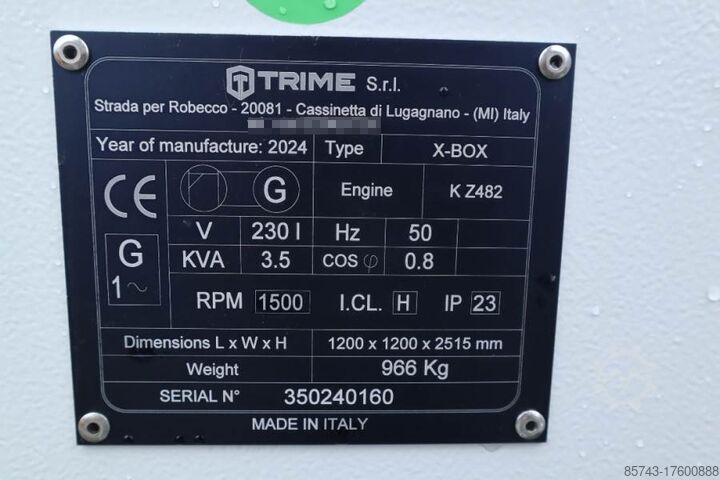 TRIME S.r.l.
Strada per Robecco - 20081 - Cassinetta di Lugagnano - (MI) Italy
Year of manufacture: 2024 Type X-BOX
CE G Engine K Z482
V 230 I Hz 50
G KVA 3.5 COS φ 0.8
1~ RPM 1500 I.CL. H IP 23
Dimensions L x W x H 1200 x 1200 x 2515 mm
Weight 966 Kg
SERIAL N° 350240160
MADE IN ITALY
85743-17600888